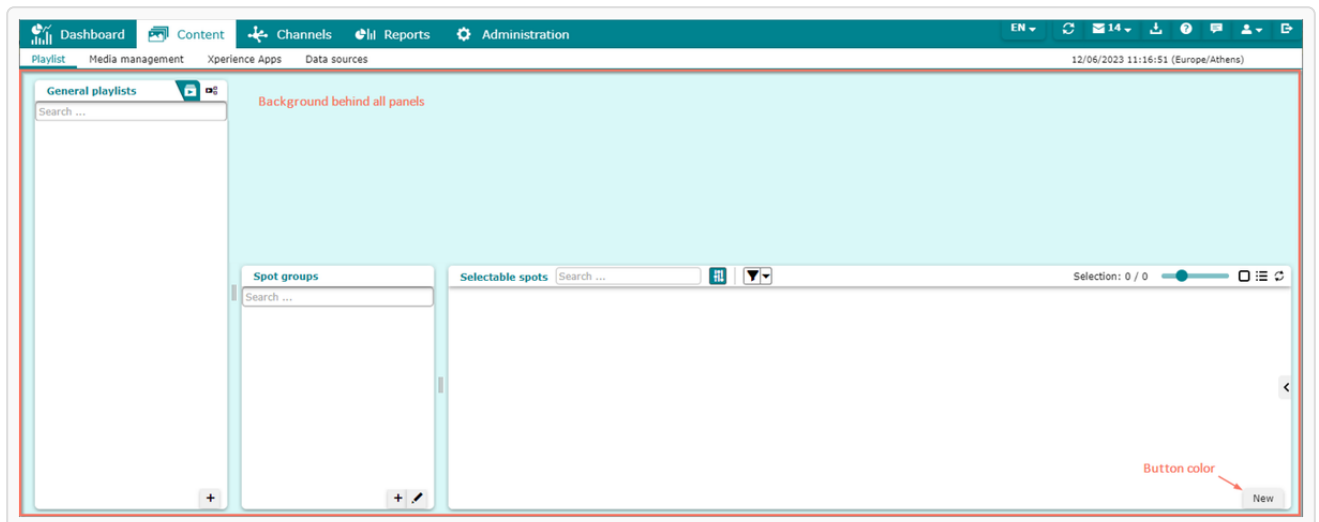 Dashboard Content Channels Reports Administration EN 14
Playlist Media management Xperience Apps Data sources 12/06/2023 11:16:51 (Europe/Athens)
General playlists
Search ...
Background behind all panels
Spot groups
Search ...
Selectable spots Search ... Selection: 0 / 0
Button color
New